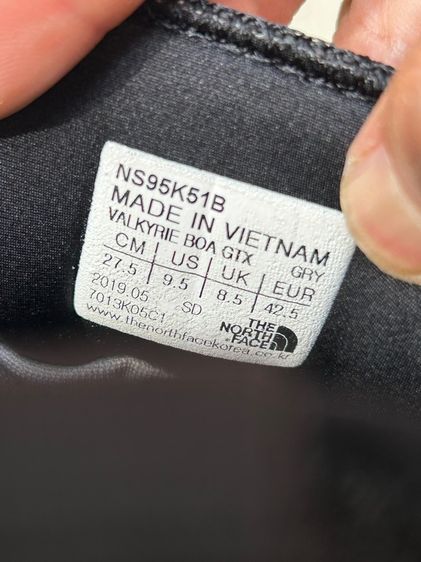 NS95K51B
MADE IN VIETNAM
VALKYRIE BOA GTX GRY
CM US UK EUR
27.5 9.5 8.5 42.5
2019.05 SD
7013K05C1
THE
NORTH
FACE
www.thenorthfacekorea.co.kr